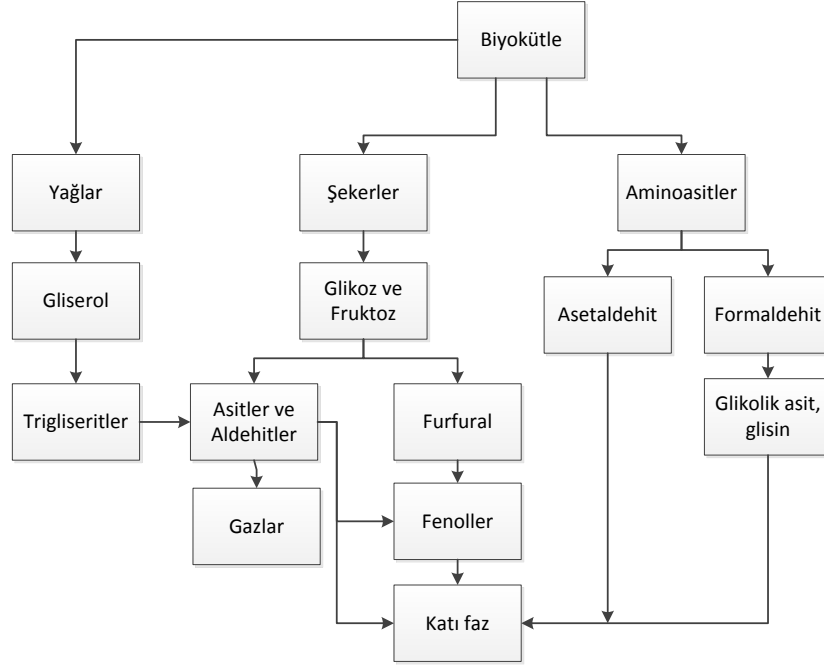 Biyokütle
Yağlar
Şekerler
Aminoasitler
Gliserol
Glikoz ve
Fruktoz
Asetaldehit
Formaldehit
Trigliseritler
Asitler ve
Aldehitler
Furfural
Glikolik asit,
glisin
Gazlar
Fenoller
Katı faz